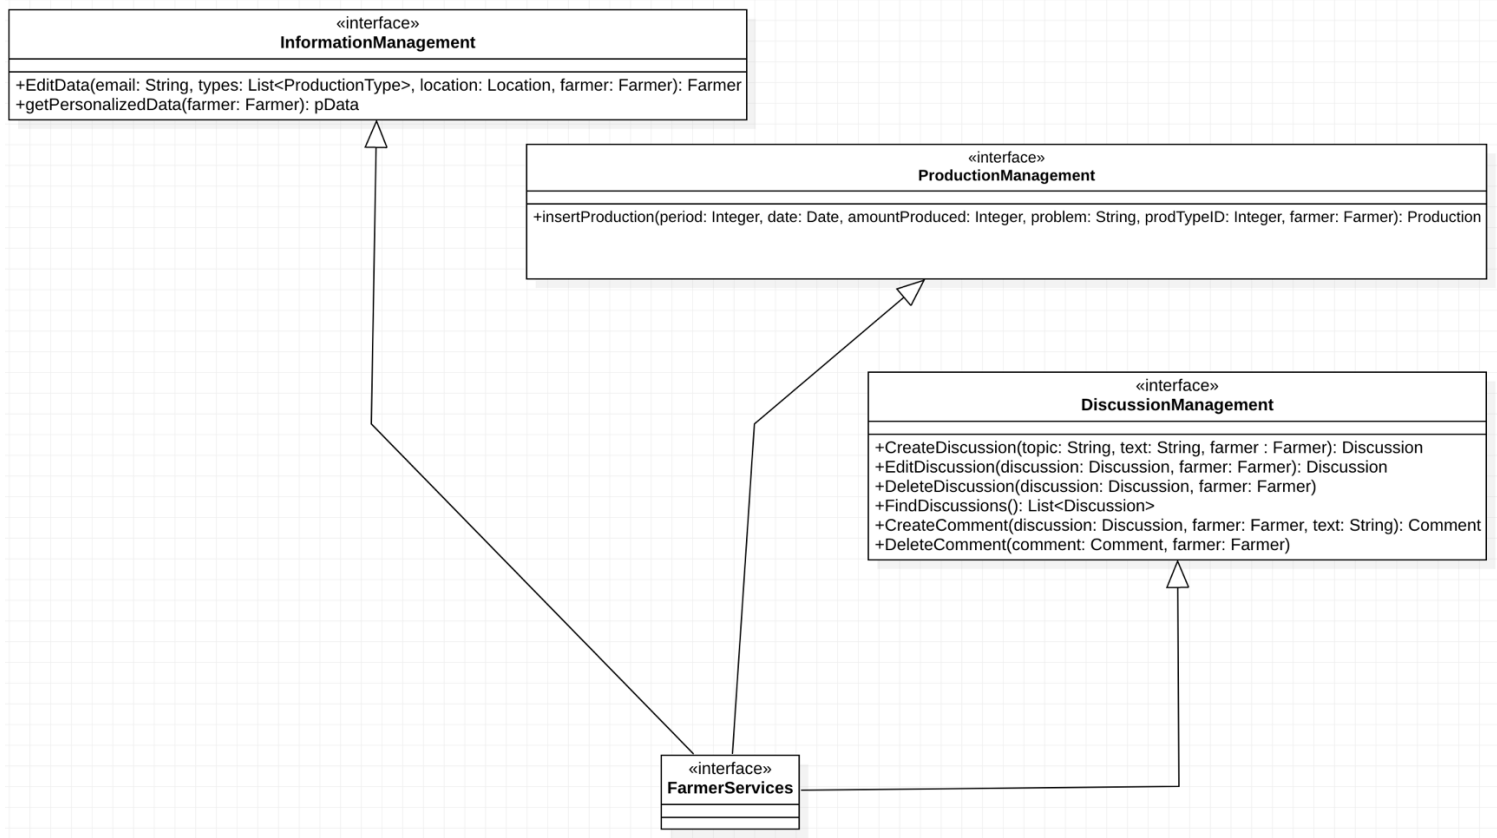 «interface»
InformationManagement
+EditData(email: String, types: List<ProductionType>, location: Location, farmer: Farmer): Farmer
+getPersonalizedData(farmer: Farmer): pData
«interface»
ProductionManagement
+insertProduction(period: Integer, date: Date, amountProduced: Integer, problem: String, prodTypeID: Integer, farmer: Farmer): Production
«interface»
DiscussionManagement
+CreateDiscussion(topic: String, text: String, farmer : Farmer): Discussion
+EditDiscussion(discussion: Discussion, farmer: Farmer): Discussion
+DeleteDiscussion(discussion: Discussion, farmer: Farmer)
+FindDiscussions(): List<Discussion>
+CreateComment(discussion: Discussion, farmer: Farmer, text: String): Comment
+DeleteComment(comment: Comment, farmer: Farmer)
«interface»
FarmerServices